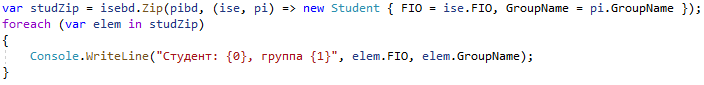 var studZip = isebd.Zip(pibd, (ise, pi) => new Student { FIO = ise.FIO, GroupName = pi.GroupName });
foreach (var elem in studZip)
{
    Console.WriteLine("Студент: {0}, группа {1}", elem.FIO, elem.GroupName);
}